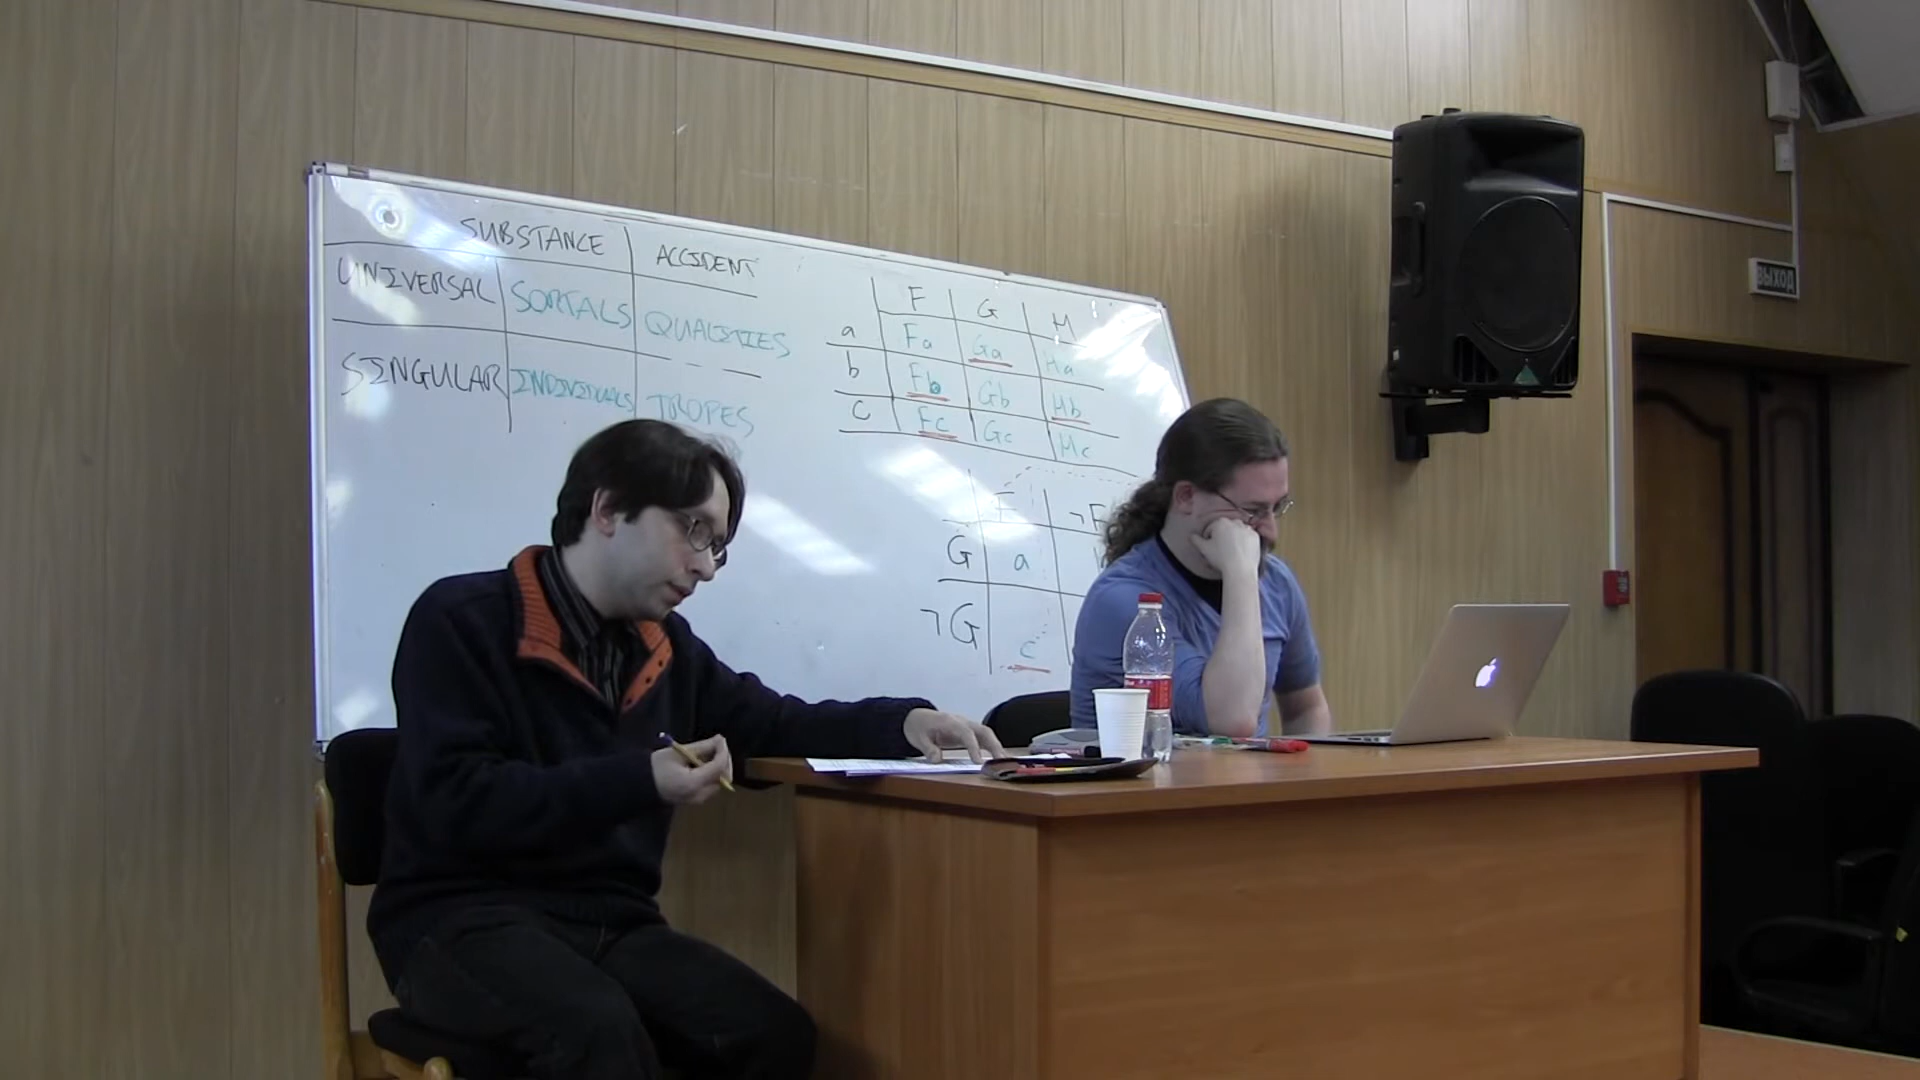 SUBSTANCE ACCIDENT
UNIVERSAL SORTALS QUALITIES
SINGULAR INDIVIDUALS TROPES
F G H
a Fa Ga Ha
b Fb Gb Hb
c Fc Gc Hc
F ¬F
G a
¬G c
ВЫХОД